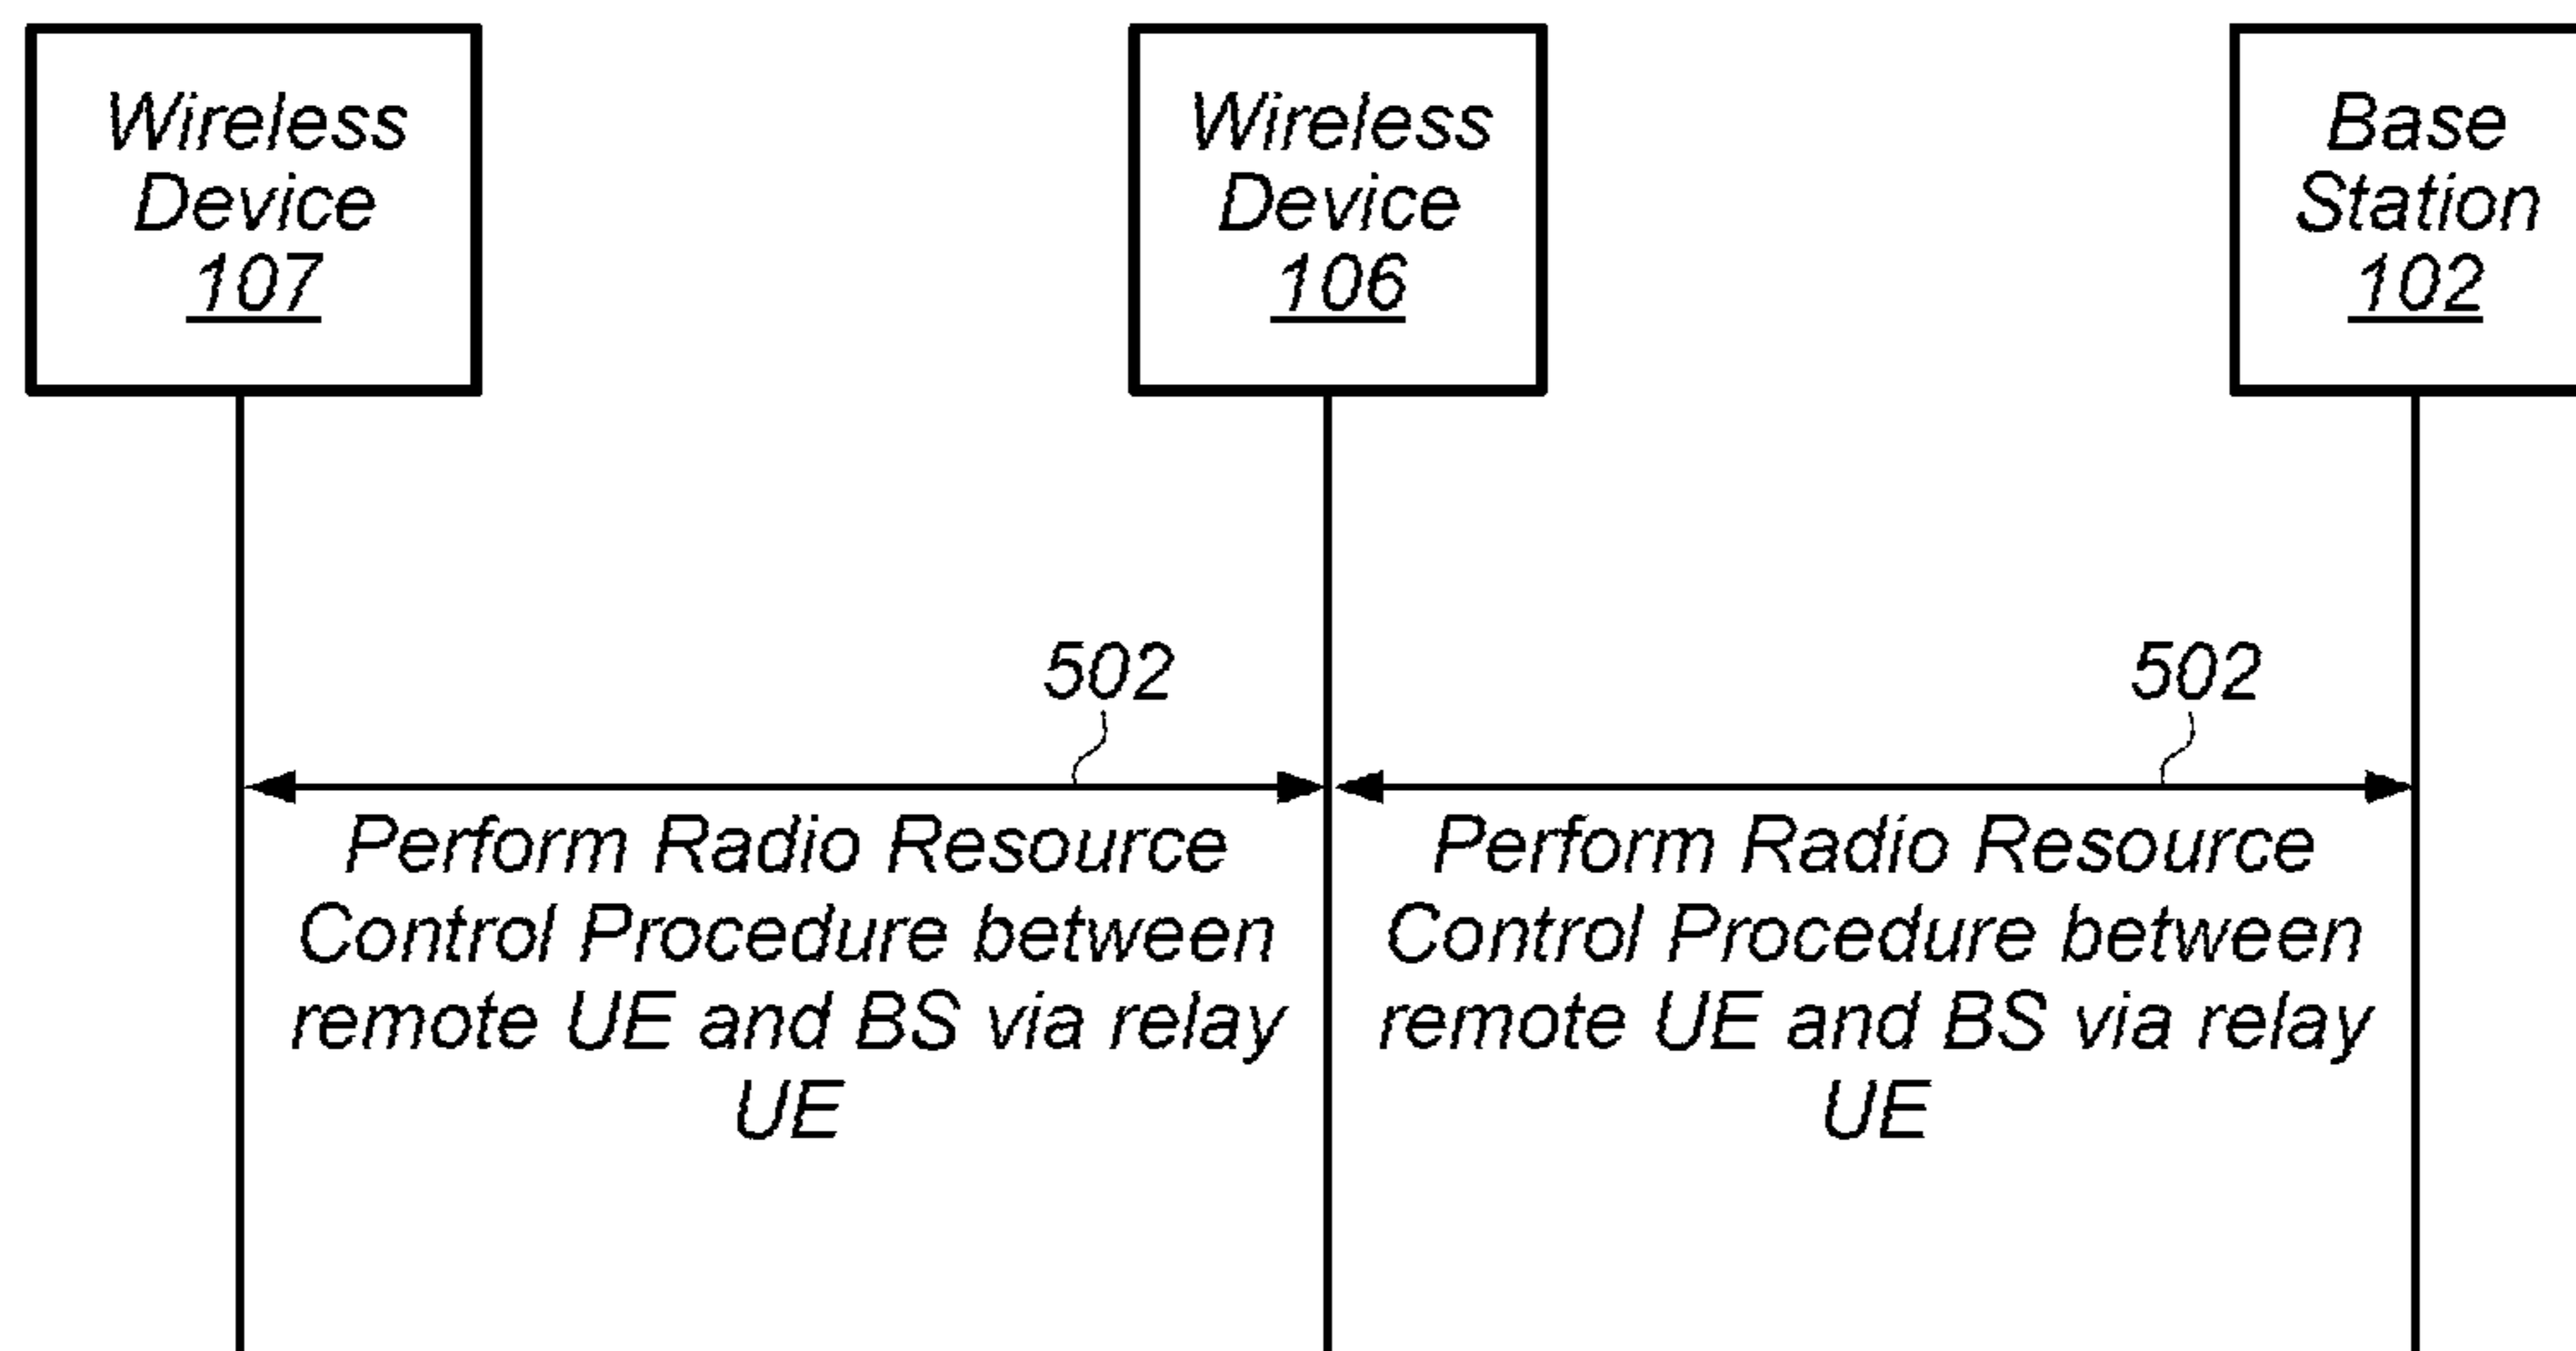 Wireless
Device
107
Wireless
Device
106
Base
Station
102
502
502
Perform Radio Resource
Control Procedure between
remote UE and BS via relay
UE
Perform Radio Resource
Control Procedure between
remote UE and BS via relay
UE